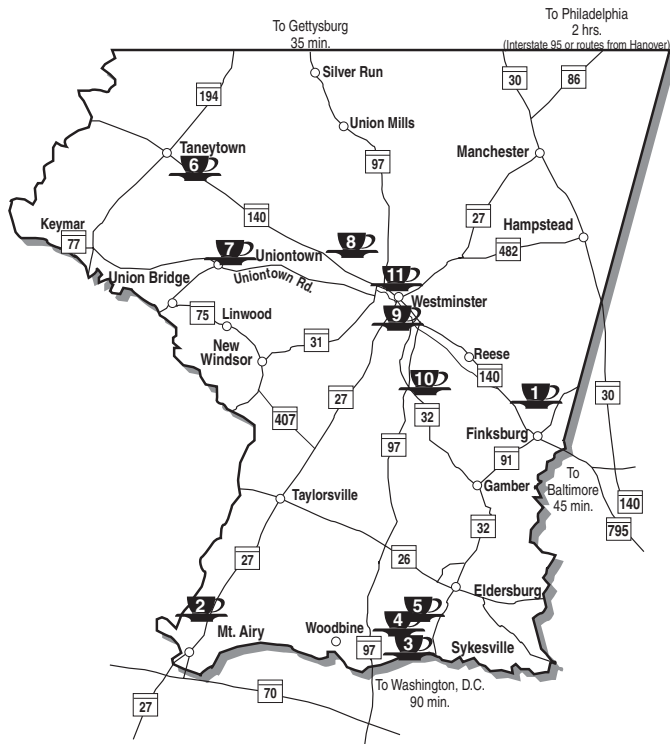 To Gettysburg
35 min.
To Philadelphia
2 hrs.
(Interstate 95 or routes from Hanover)
Silver Run
30
86
194
Union Mills
Taneytown
6
97
Manchester
Keymar
77
140
27
Hampstead
7
Uniontown
8
482
Union Bridge
Uniontown Rd.
11
Westminster
75
Linwood
9
31
New
Windsor
Reese
10
140
1
27
30
407
32
97
Finksburg
91
To
Baltimore
45 min.
Gamber
140
Taylorsville
32
795
27
26
Eldersburg
2
5
4
Mt. Airy
Woodbine
3
97
Sykesville
To Washington, D.C.
90 min.
70
27